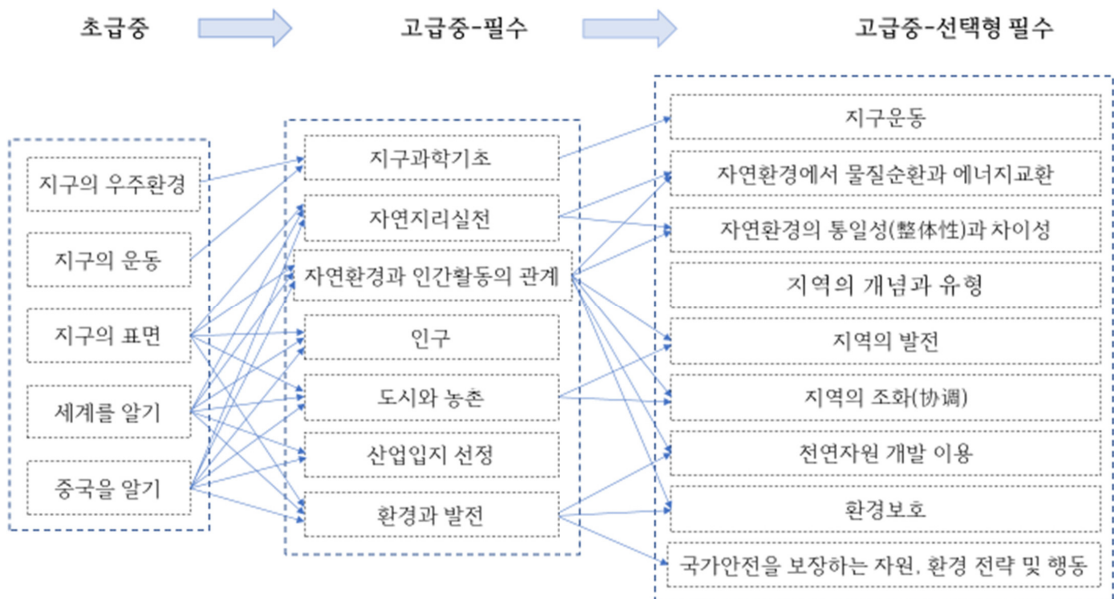 초급중
고급중-필수
고급중-선택형 필수
지구의 우주환경
지구의 운동
지구의 표면
세계를 알기
중국을 알기
지구과학기초
자연지리실천
자연환경과 인간활동의 관계
인구
도시와 농촌
산업입지 선정
환경과 발전
지구운동
자연환경에서 물질순환과 에너지교환
자연환경의 통일성(整体性)과 차이성
지역의 개념과 유형
지역의 발전
지역의 조화(协调)
천연자원 개발 이용
환경보호
국가안전을 보장하는 자원, 환경 전략 및 행동